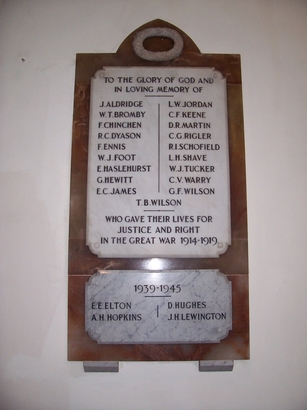 TO THE GLORY OF GOD AND
IN LOVING MEMORY OF
J. ALDRIDGE
W. T. BROMBY
F. CHINCHEN
R. C. DYASON
F. ENNIS
W. J. FOOT
E. HASLEHURST
G. HEWITT
E. C. JAMES
L. W. JORDAN
C. F. KEENE
D. R. MARTIN
C. G. RIGLER
R. I. SCHOFIELD
L. H. SHAVE
W. J. TUCKER
C. V. WARRY
G. F. WILSON
T. B. WILSON
WHO GAVE THEIR LIVES FOR
JUSTICE AND RIGHT
IN THE GREAT WAR 1914-1919.
1939-1945
E. E. ELTON
A. H. HOPKINS
D. HUGHES
J. H. LEWINGTON